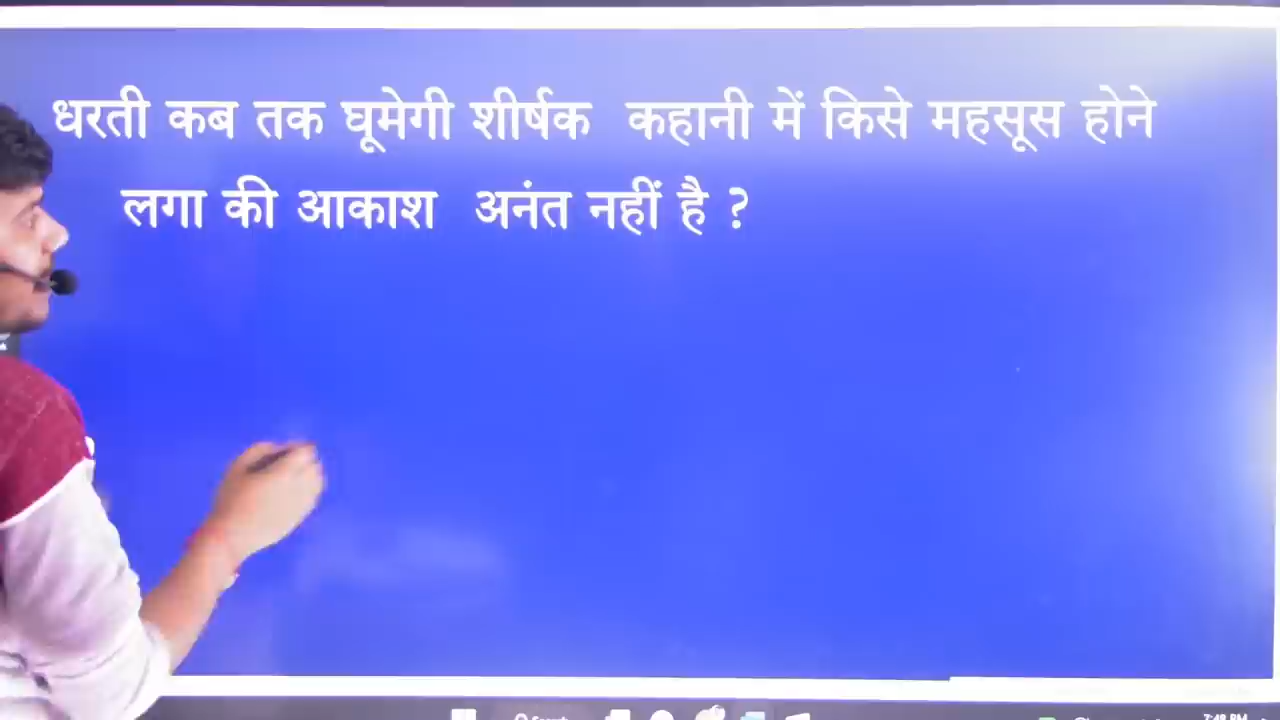 धरती कब तक घूमेगी शीर्षक कहानी में किसे महसूस होने
लगा की आकाश अनंत नहीं है ?